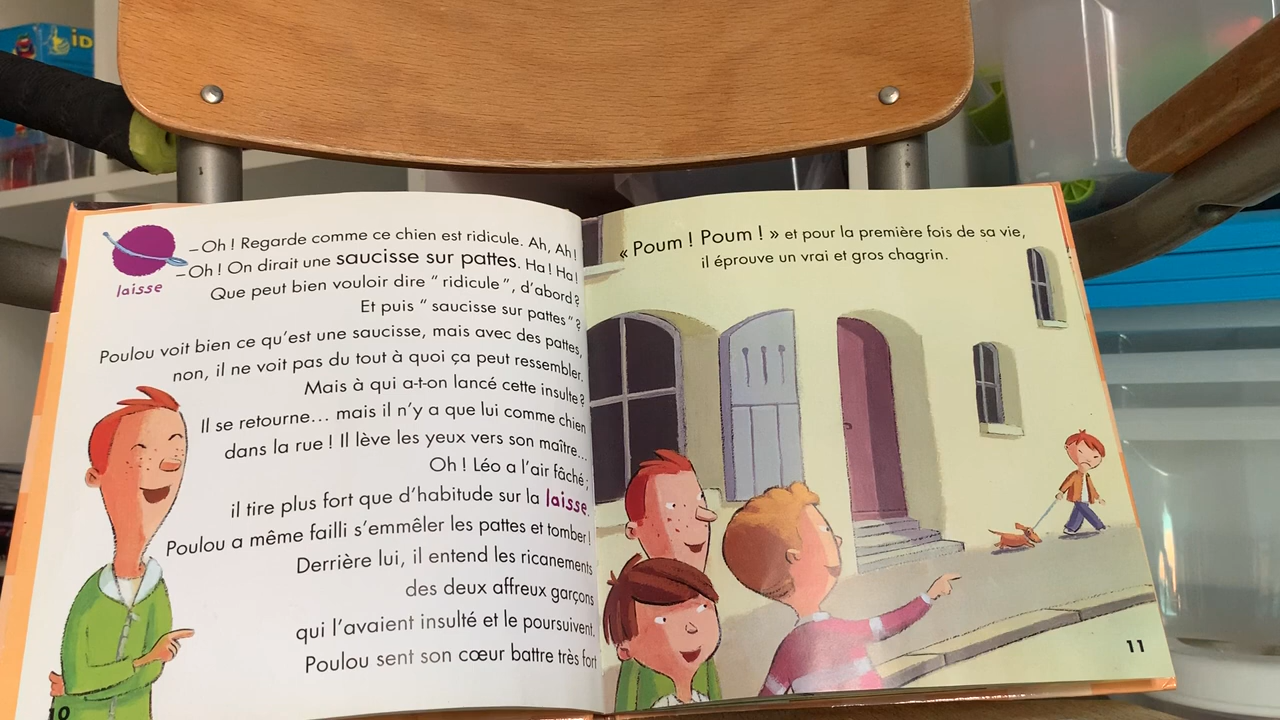 iD
– Oh ! Regarde comme ce chien est ridicule. Ah, Ah !
– Oh ! On dirait une saucisse sur pattes. Ha ! Ha !
laisse
Que peut bien vouloir dire “ ridicule ”, d’abord ?
Et puis “ saucisse sur pattes ” ?
Poulou voit bien ce qu’est une saucisse, mais avec des pattes,
non, il ne voit pas du tout à quoi ça peut ressembler.
Mais à qui a-t-on lancé cette insulte ?
Il se retourne... mais il n’y a que lui comme chien
dans la rue ! Il lève les yeux vers son maître...
Oh ! Léo a l’air fâché ;
il tire plus fort que d’habitude sur la laisse.
Poulou a même failli s’emmêler les pattes et tomber !
Derrière lui, il entend les ricanements
des deux affreux garçons
qui l’avaient insulté et le poursuivent.
Poulou sent son cœur battre très fort
10
« Poum ! Poum ! » et pour la première fois de sa vie,
il éprouve un vrai et gros chagrin.
11